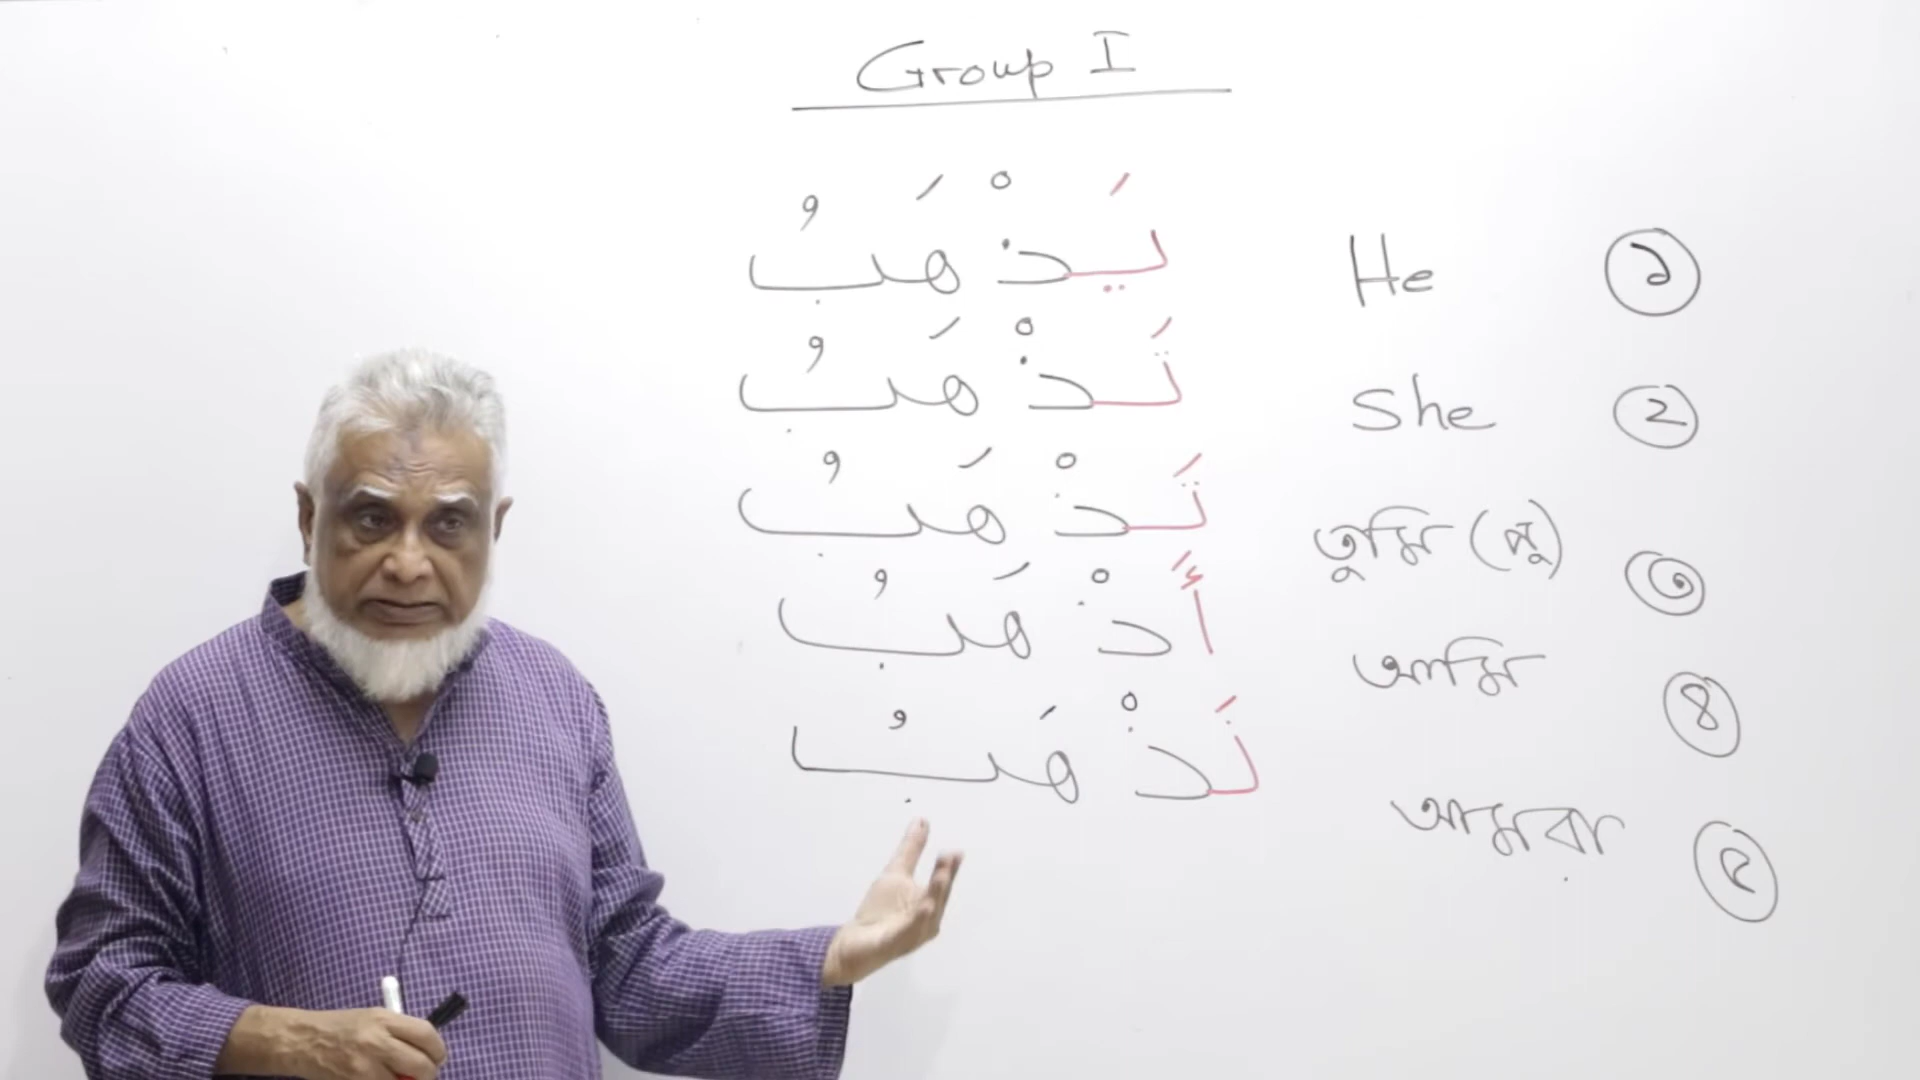 Group I
يَذْهَبُ He ১
تَذْهَبُ She ২
تَذْهَبُ তুমি (পু) ৩
أَذْهَبُ আমি ৪
نَذْهَبُ আমরা ৫